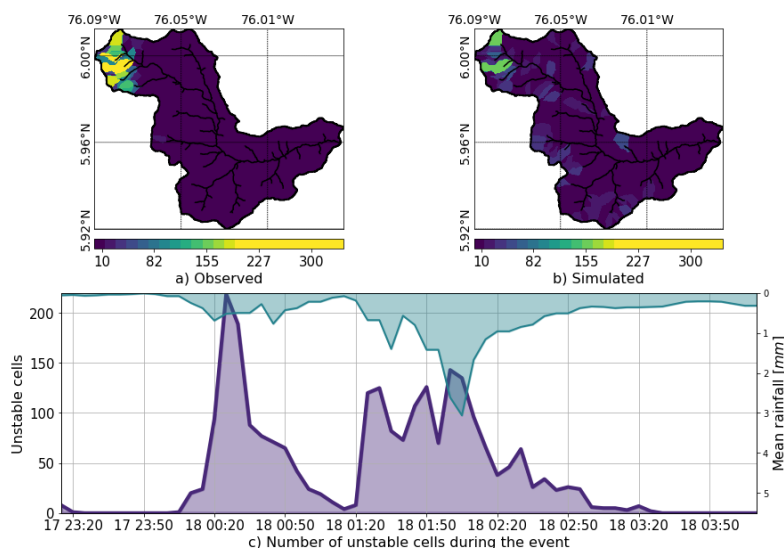 76.09°W 76.05°W 76.01°W
76.09°W 76.05°W 76.01°W
6.00°N
5.96°N
5.92°N
6.00°N
5.96°N
5.92°N
10 82 155 227 300
a) Observed
10 82 155 227 300
b) Simulated
200
150
100
50
0
Unstable cells
0
1
2
3
4
5
Mean rainfall [mm]
17 23:20 17 23:50 18 00:20 18 00:50 18 01:20 18 01:50 18 02:20 18 02:50 18 03:20 18 03:50
c) Number of unstable cells during the event